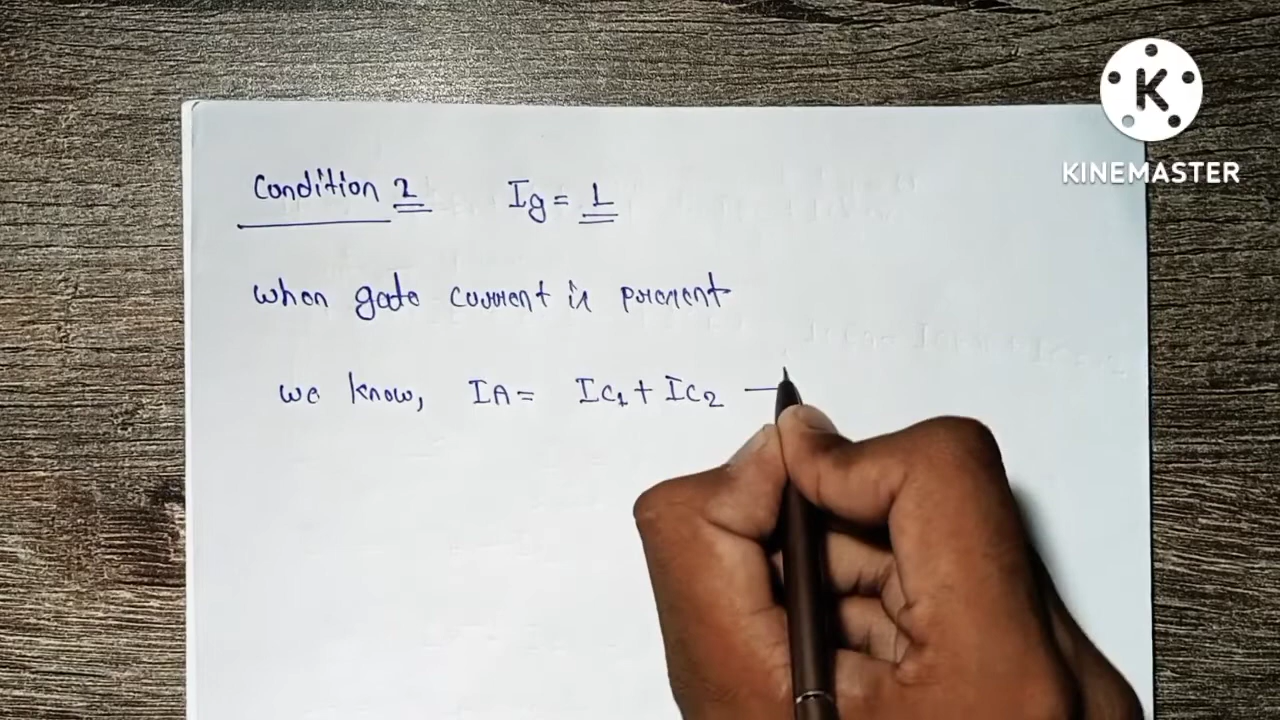 Condition 2 Ig = 1
When gate current is present
we know, IA = Ic1 + Ic2 —
K
KINEMASTER